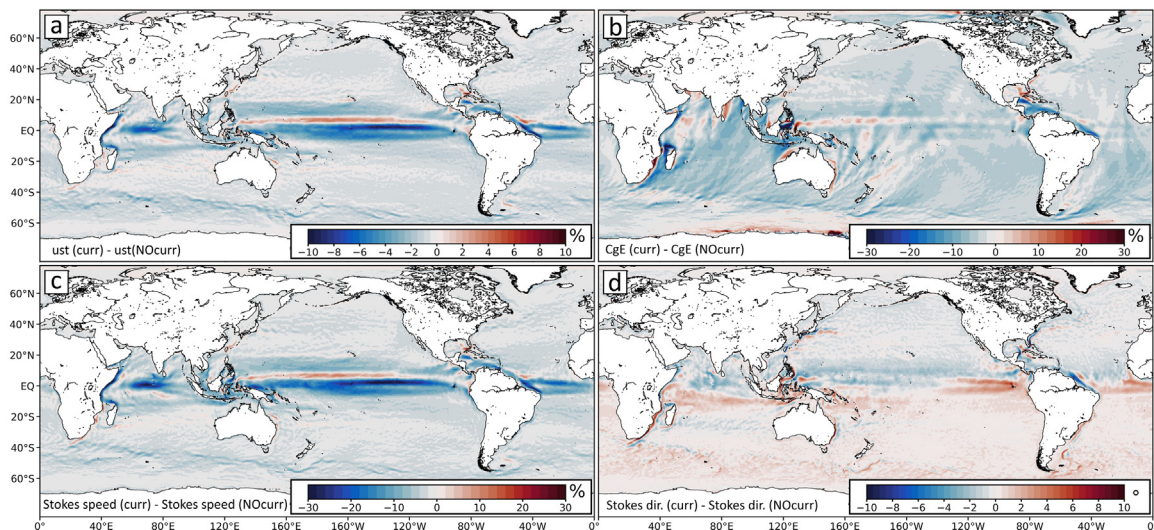 a
b
60°N
40°N
20°N
EQ
20°S
40°S
60°S
%
−10 −8 −6 −4 −2 0 2 4 6 8 10
ust (curr) - ust(NOcurr)
%
−30 −20 −10 0 10 20 30
CgE (curr) - CgE (NOcurr)
c
d
60°N
40°N
20°N
EQ
20°S
40°S
60°S
%
−30 −20 −10 0 10 20 30
Stokes speed (curr) - Stokes speed (NOcurr)
°
−10 −8 −6 −4 −2 0 2 4 6 8 10
Stokes dir. (curr) - Stokes dir. (NOcurr)
0° 40°E 80°E 120°E 160°E 160°W 120°W 80°W 40°W 0°
40°E 80°E 120°E 160°E 160°W 120°W 80°W 40°W 0°